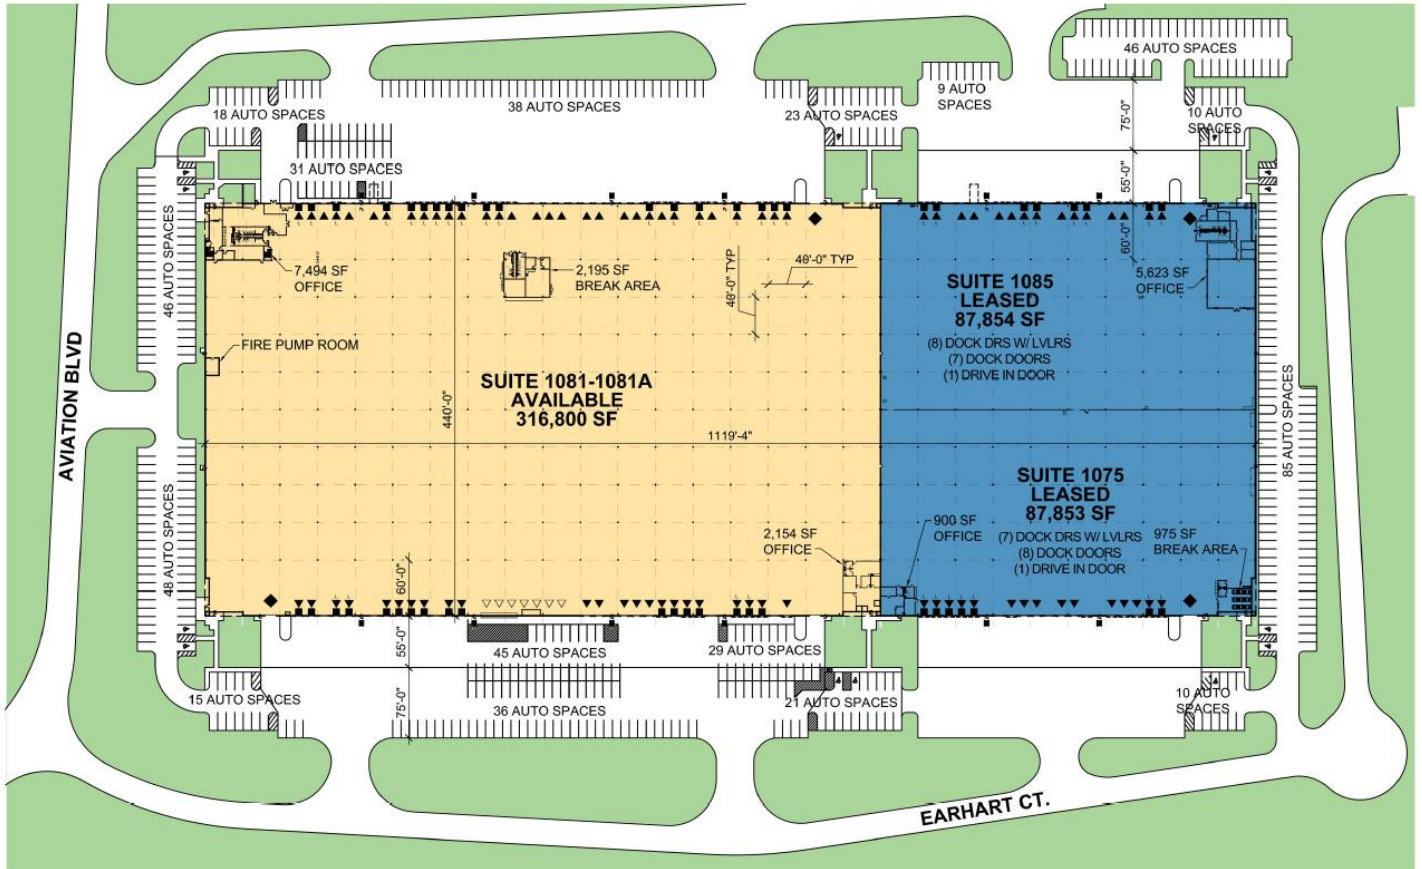 46 AUTO SPACES
9 AUTO
SPACES
38 AUTO SPACES
18 AUTO SPACES
23 AUTO SPACES
10 AUTO
SPACES
75'-0"
31 AUTO SPACES
55'-0"
46 AUTO SPACES
7,494 SF
OFFICE
2,195 SF
BREAK AREA
40'-0" TYP
40'-0" TYP
60'-0"
5,623 SF
OFFICE
SUITE 1085
LEASED
87,854 SF
(8) DOCK DRS W/ LVLRS
(7) DOCK DOORS
(1) DRIVE IN DOOR
FIRE PUMP ROOM
AVIATION BLVD
SUITE 1081-1081A
AVAILABLE
316,800 SF
440'-0"
1119'-4"
85 AUTO SPACES
SUITE 1075
LEASED
87,853 SF
(7) DOCK DRS W/ LVLRS
(8) DOCK DOORS
(1) DRIVE IN DOOR
48 AUTO SPACES
2,154 SF
OFFICE
900 SF
OFFICE
975 SF
BREAK AREA
60'-0"
55'-0"
45 AUTO SPACES
29 AUTO SPACES
15 AUTO SPACES
75'-0"
36 AUTO SPACES
21 AUTO SPACES
10 AUTO
SPACES
EARHART CT.